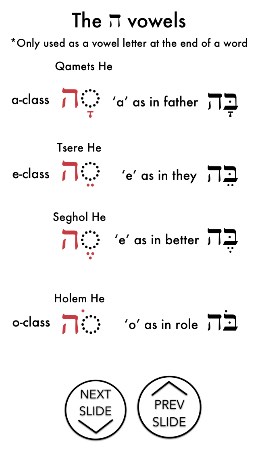 The ה vowels
*Only used as a vowel letter at the end of a word
Qamets He
a-class ◌ָה 'a' as in father בָּה
Tsere He
e-class ◌ֵה 'e' as in they בֵּה
Seghol He
◌ֶה 'e' as in better בֶּה
Holem He
o-class ◌ֹה 'o' as in role בֹּה
NEXT
SLIDE
PREV
SLIDE